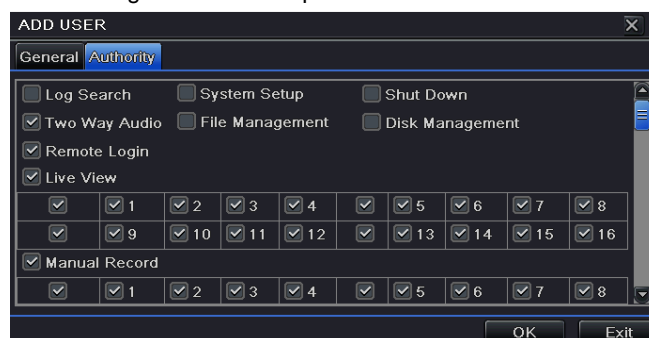 ADD USER X
General Authority
Log Search System Setup Shut Down
Two Way Audio File Management Disk Management
Remote Login
Live View
1 2 3 4 5 6 7 8
9 10 11 12 13 14 15 16
Manual Record
1 2 3 4 5 6 7 8
OK Exit